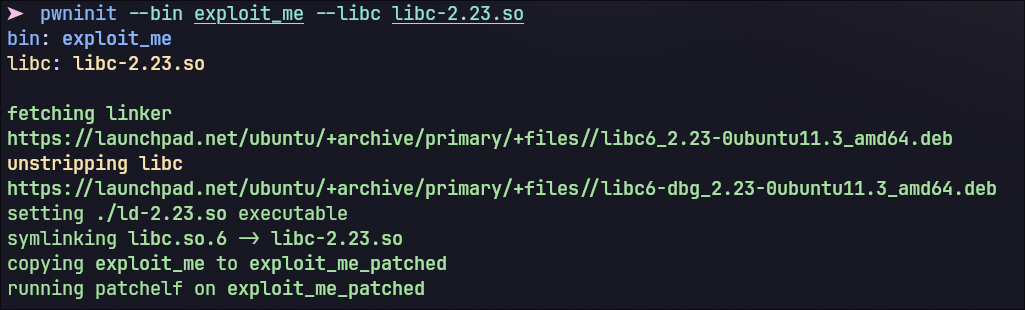 ➤ pwninit --bin exploit_me --libc libc-2.23.so
bin: exploit_me
libc: libc-2.23.so
fetching linker
https://launchpad.net/ubuntu/+archive/primary/+files//libc6_2.23-0ubuntu11.3_amd64.deb
unstripping libc
https://launchpad.net/ubuntu/+archive/primary/+files//libc6-dbg_2.23-0ubuntu11.3_amd64.deb
setting ./ld-2.23.so executable
symlinking libc.so.6 -> libc-2.23.so
copying exploit_me to exploit_me_patched
running patchelf on exploit_me_patched